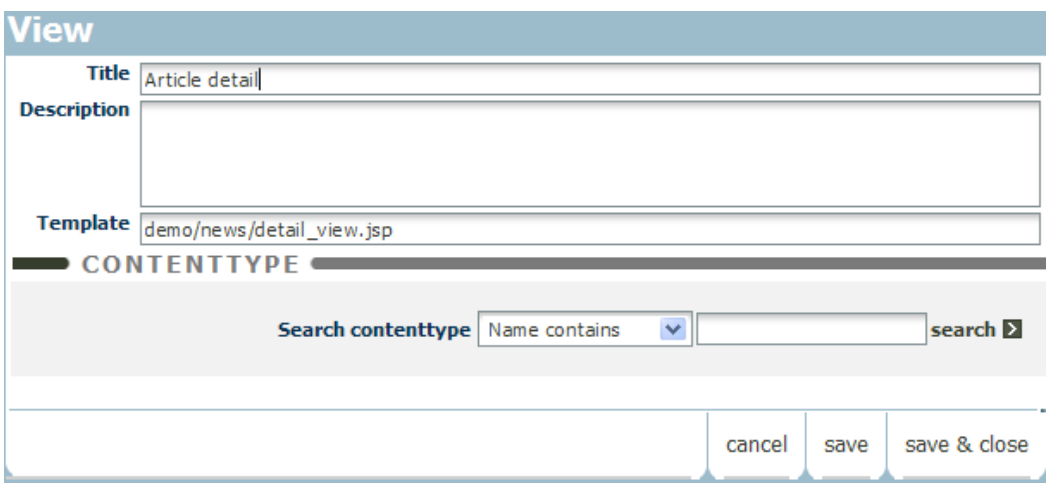 View
Title Article detail
Description
Template demo/news/detail_view.jsp
CONTENTTYPE
Search contenttype Name contains search
cancel save save & close